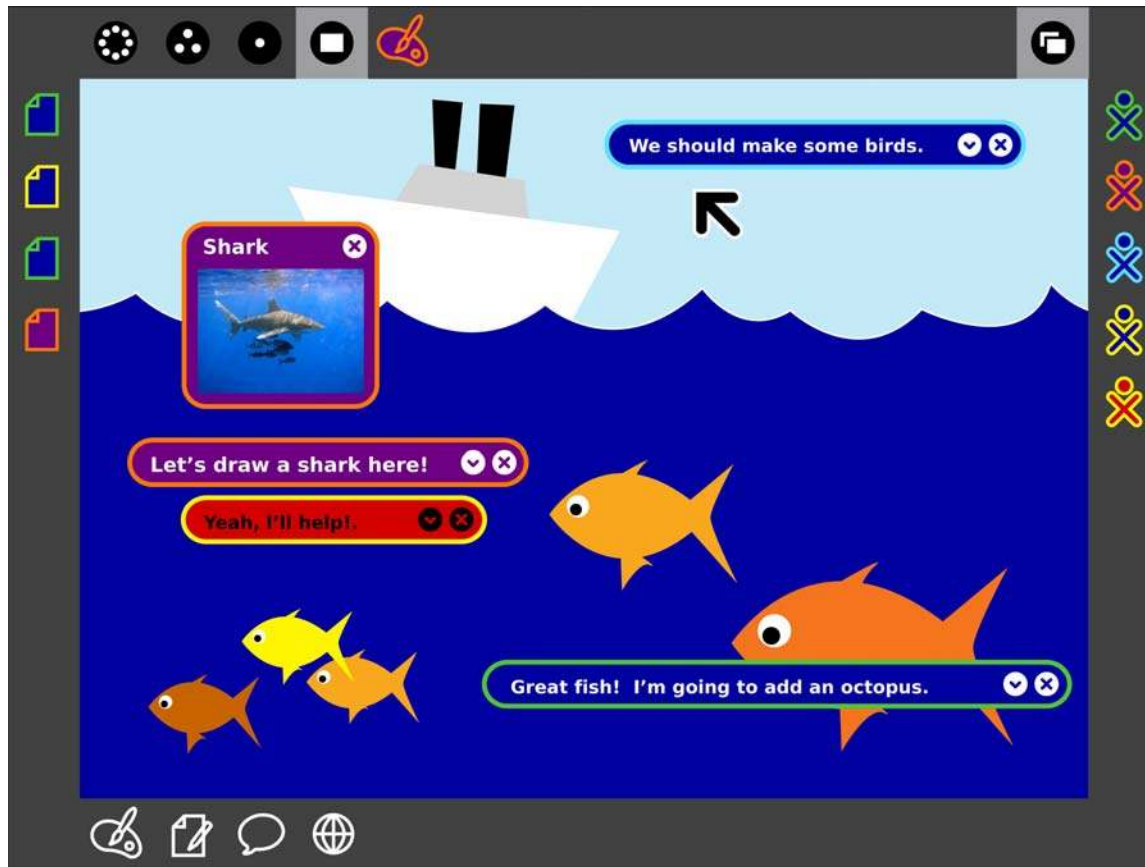 We should make some birds.
Shark
Let's draw a shark here!
Yeah, I'll help!.
Great fish!  I'm going to add an octopus.